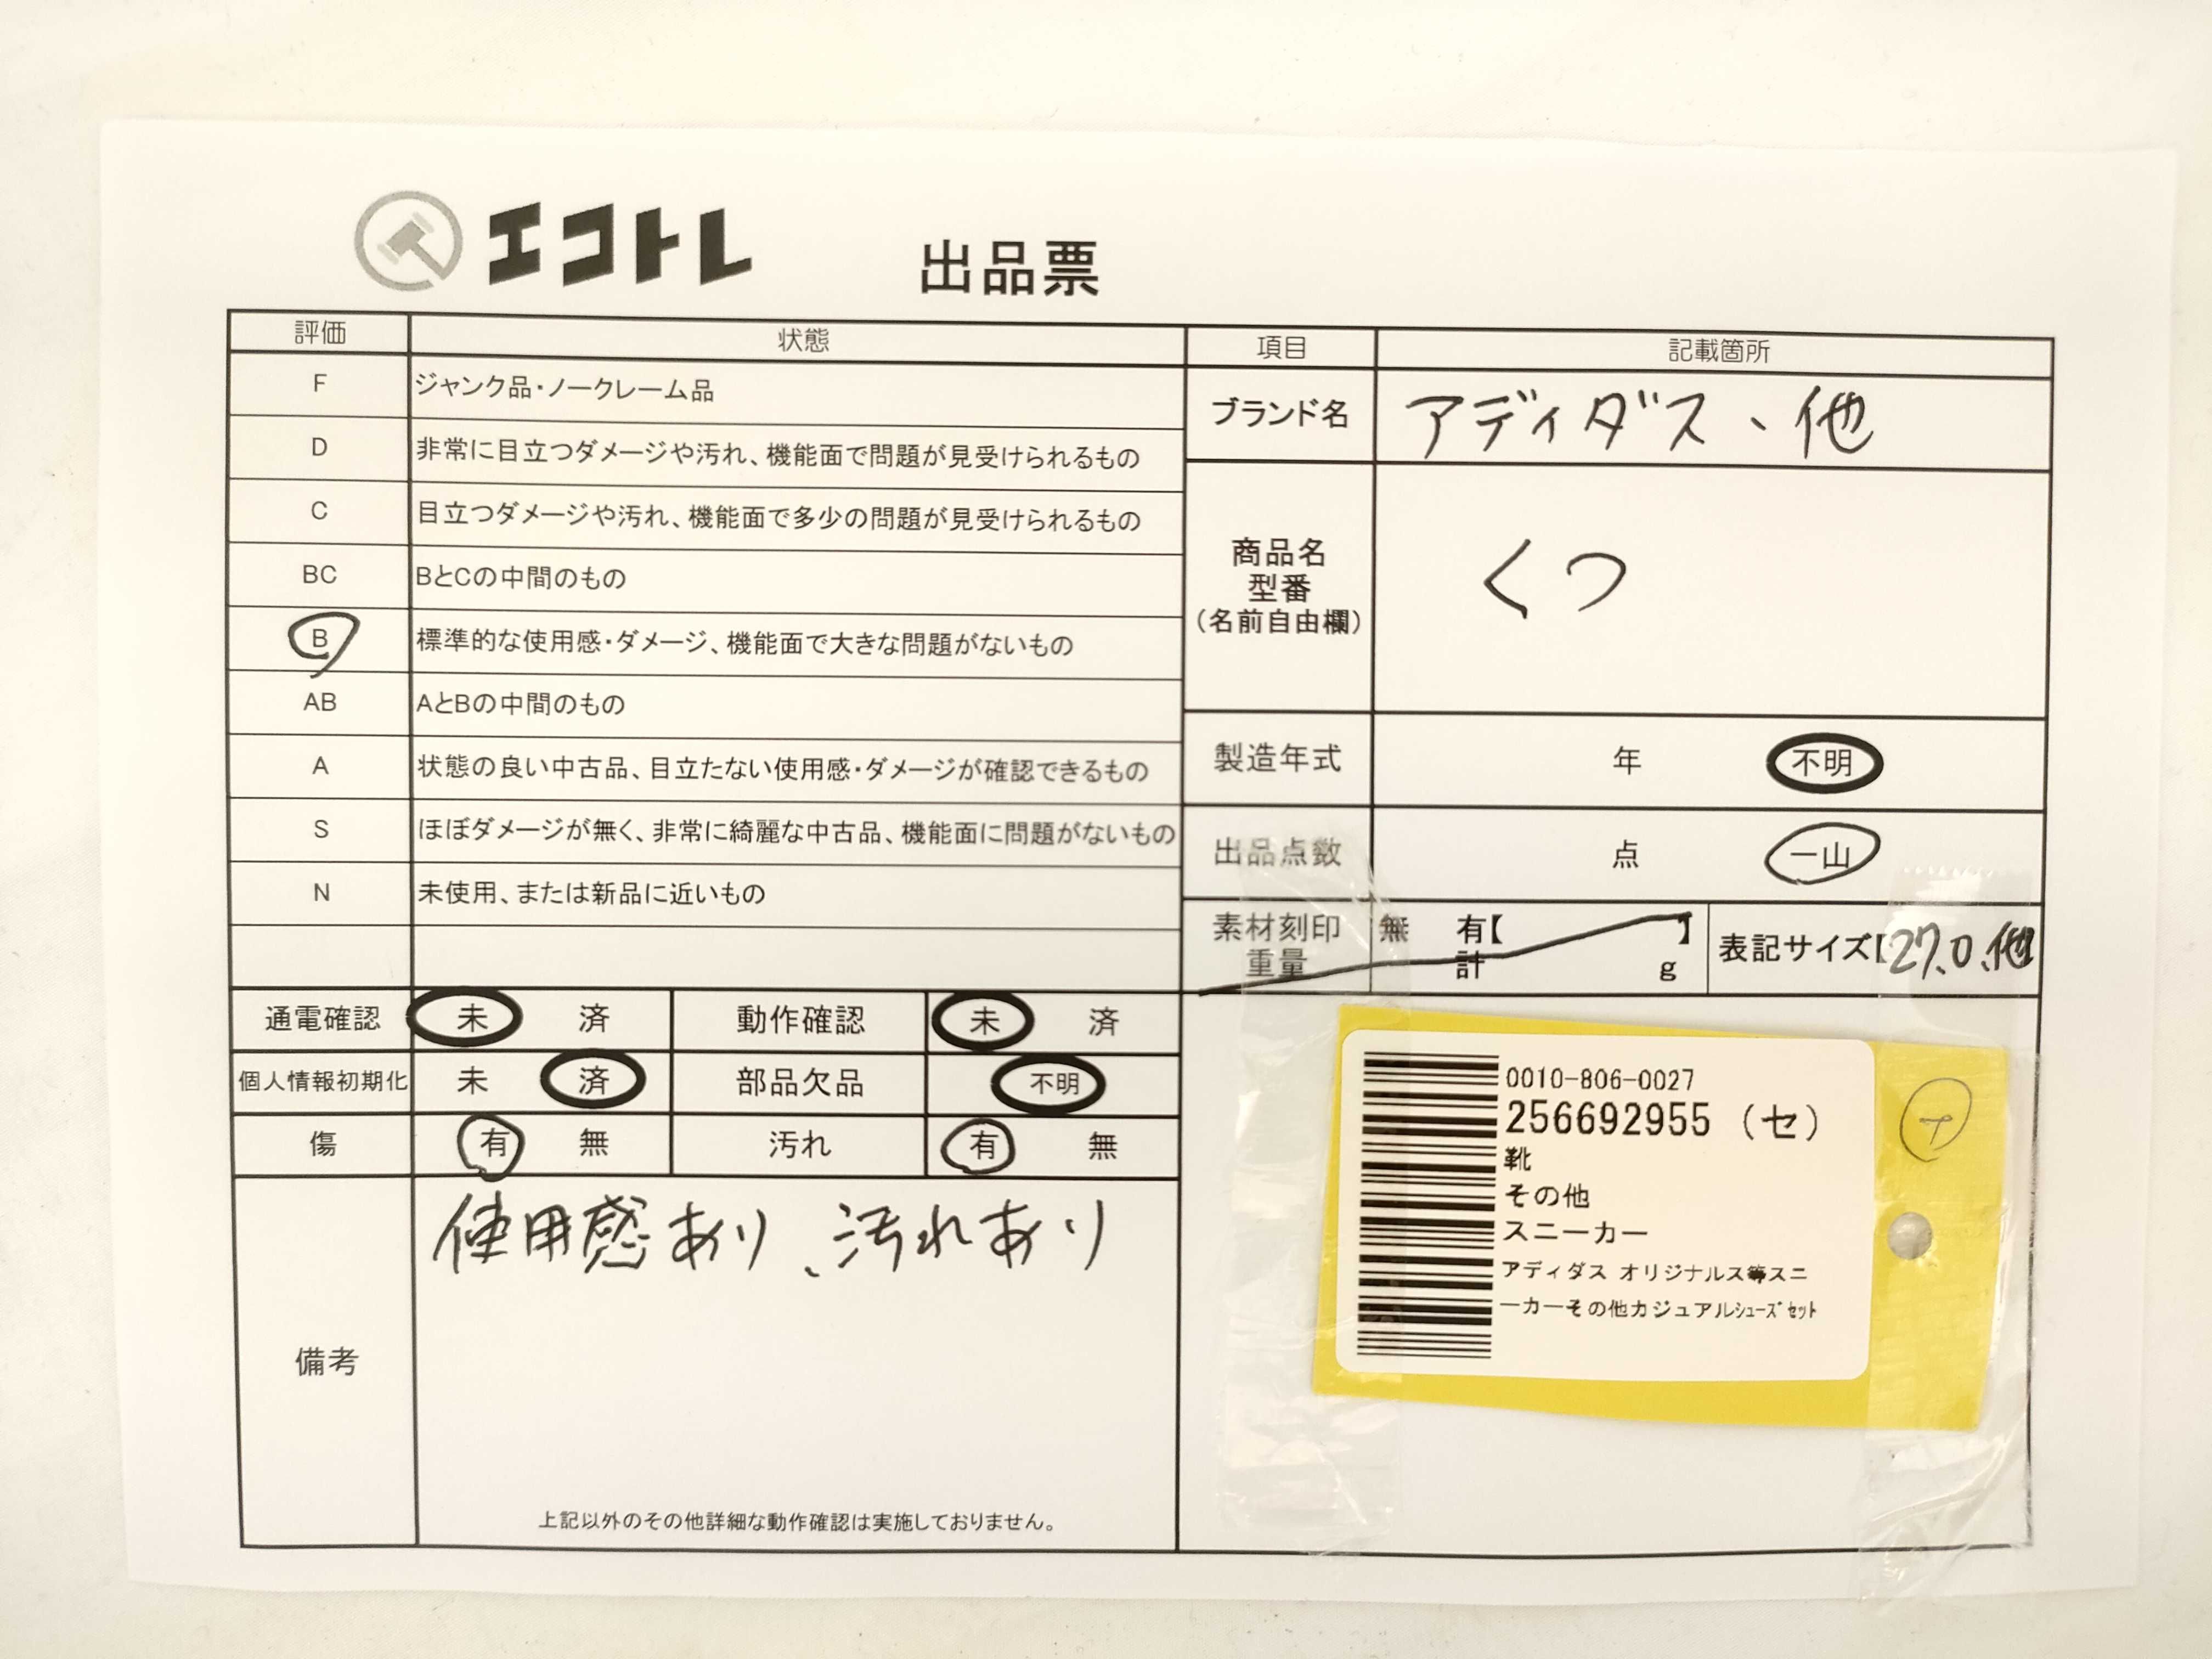 エコトレ
出品票
評価 状態
F ジャンク品・ノークレーム品
D 非常に目立つダメージや汚れ、機能面で問題が見受けられるもの
C 目立つダメージや汚れ、機能面で多少の問題が見受けられるもの
BC BとCの中間のもの
B 標準的な使用感・ダメージ、機能面で大きな問題がないもの
AB AとBの中間のもの
A 状態の良い中古品、目立たない使用感・ダメージが確認できるもの
S ほぼダメージが無く、非常に綺麗な中古品、機能面に問題がないもの
N 未使用、または新品に近いもの
項目 記載箇所
ブランド名 アディダス、他
商品名
型番
(名前自由欄)
くつ
製造年式 年 不明
出品点数 点 一山
素材刻印 無 有【 】
重量 計 g
表記サイズ【27.0.他】
通電確認 未 済 動作確認 未 済
個人情報初期化 未 済 部品欠品 不明
傷 有 無 汚れ 有 無
備考
使用感あり、汚れあり
上記以外のその他詳細な動作確認は実施しておりません。
0010-806-0027
256692955 (セ)
靴
その他
スニーカー
アディダス オリジナルス等スニ
ーカーその他カジュアルシューズセット